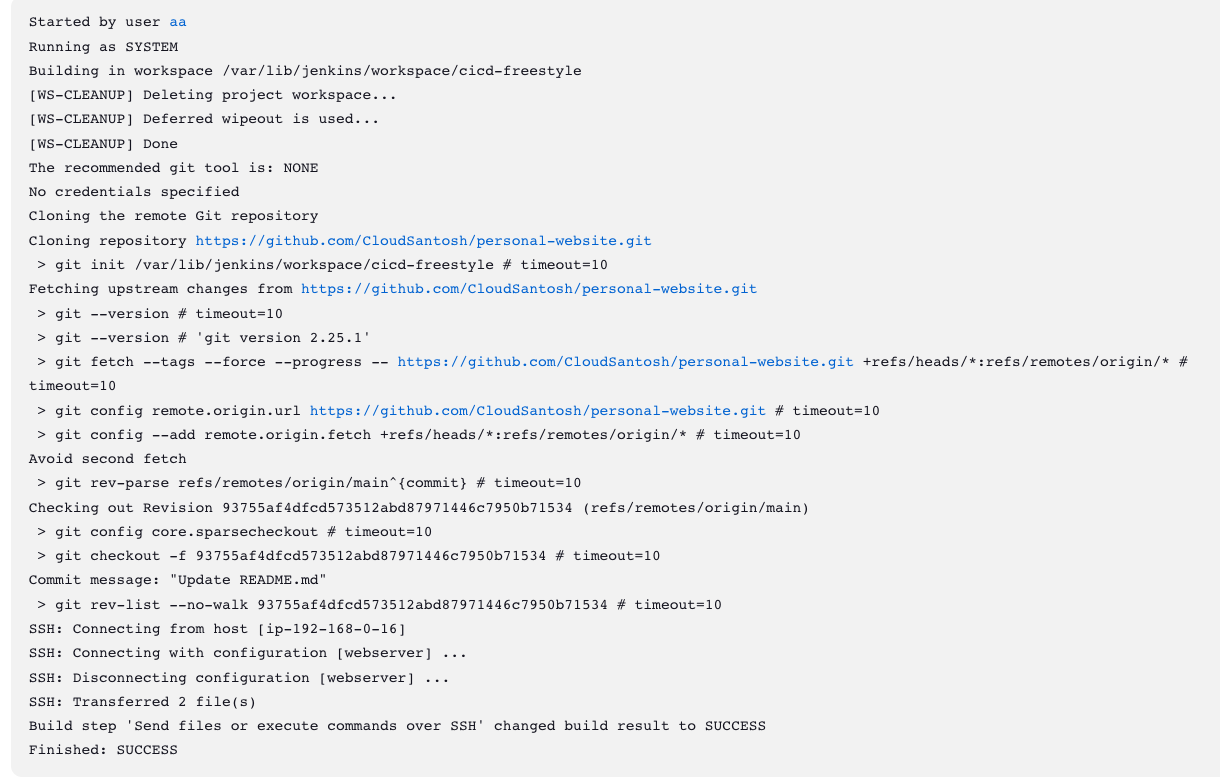 Started by user aa
Running as SYSTEM
Building in workspace /var/lib/jenkins/workspace/cicd-freestyle
[WS-CLEANUP] Deleting project workspace...
[WS-CLEANUP] Deferred wipeout is used...
[WS-CLEANUP] Done
The recommended git tool is: NONE
No credentials specified
Cloning the remote Git repository
Cloning repository https://github.com/CloudSantosh/personal-website.git
 > git init /var/lib/jenkins/workspace/cicd-freestyle # timeout=10
Fetching upstream changes from https://github.com/CloudSantosh/personal-website.git
 > git --version # timeout=10
 > git --version # 'git version 2.25.1'
 > git fetch --tags --force --progress -- https://github.com/CloudSantosh/personal-website.git +refs/heads/*:refs/remotes/origin/* #
timeout=10
 > git config remote.origin.url https://github.com/CloudSantosh/personal-website.git # timeout=10
 > git config --add remote.origin.fetch +refs/heads/*:refs/remotes/origin/* # timeout=10
Avoid second fetch
 > git rev-parse refs/remotes/origin/main^{commit} # timeout=10
Checking out Revision 93755af4dfcd573512abd87971446c7950b71534 (refs/remotes/origin/main)
 > git config core.sparsecheckout # timeout=10
 > git checkout -f 93755af4dfcd573512abd87971446c7950b71534 # timeout=10
Commit message: "Update README.md"
 > git rev-list --no-walk 93755af4dfcd573512abd87971446c7950b71534 # timeout=10
SSH: Connecting from host [ip-192-168-0-16]
SSH: Connecting with configuration [webserver] ...
SSH: Disconnecting configuration [webserver] ...
SSH: Transferred 2 file(s)
Build step 'Send files or execute commands over SSH' changed build result to SUCCESS
Finished: SUCCESS